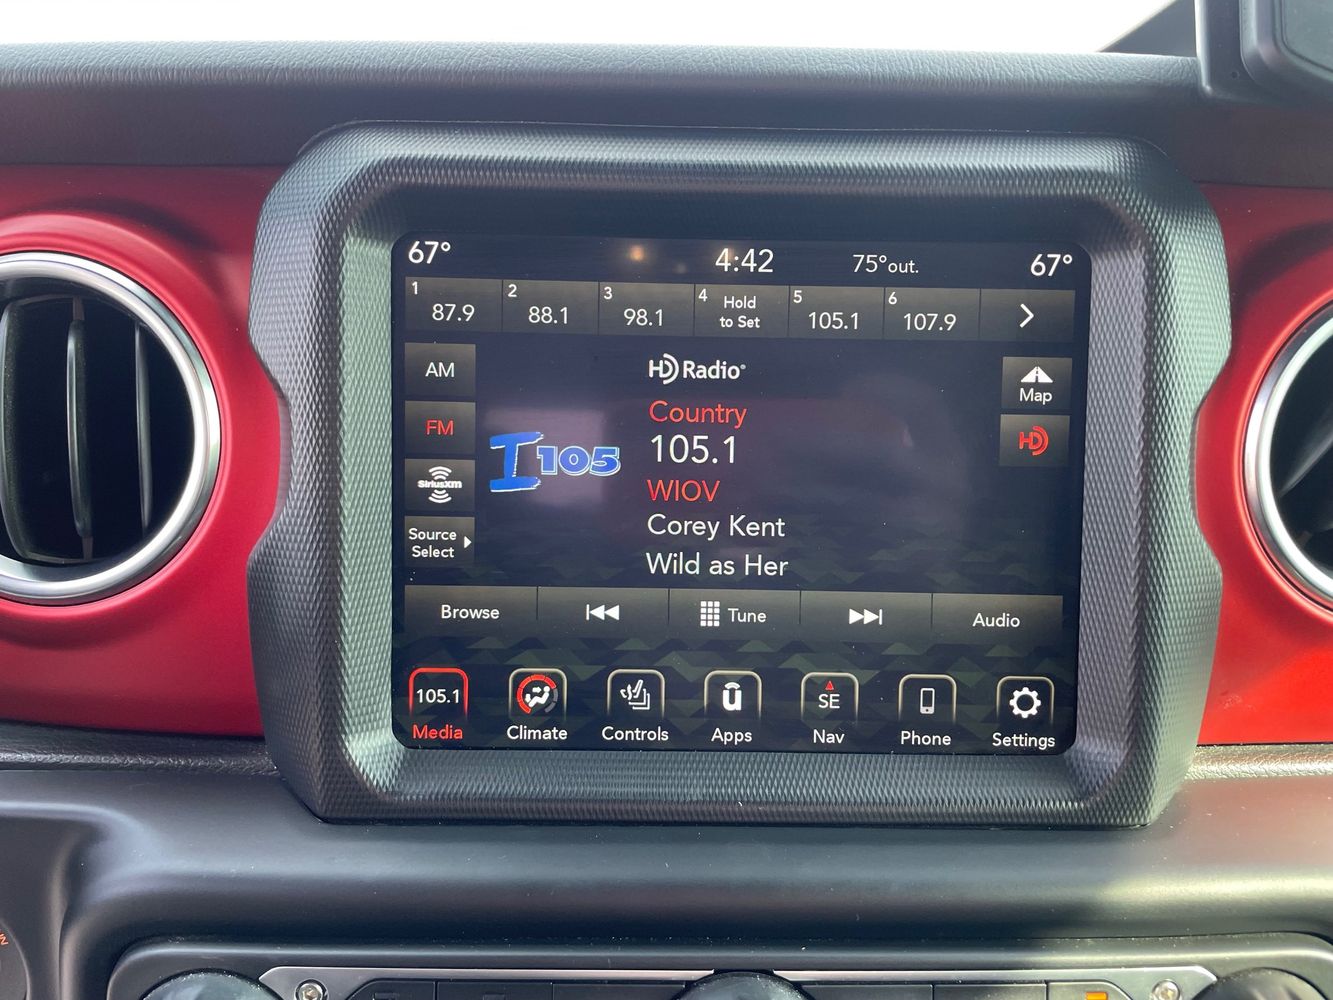 67° 4:42 75°out. 67°
1 87.9 2 88.1 3 98.1 4 Hold to Set 5 105.1 6 107.9
AM
HD Radio®
Map
Country
FM
105.1
HD
I105
WIOV
SiriusXM
Corey Kent
Source
Select
Wild as Her
Browse Tune Audio
105.1 SE
Media Climate Controls Apps Nav Phone Settings